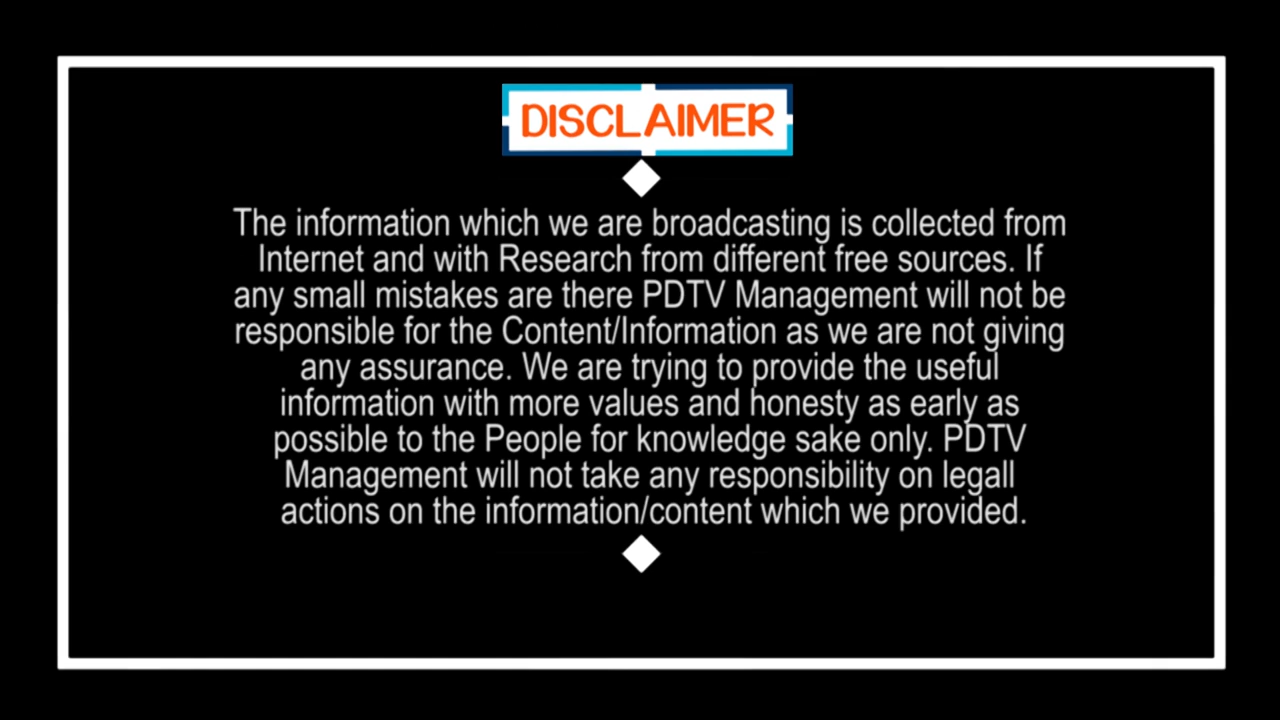 DISCLAIMER
The information which we are broadcasting is collected from
Internet and with Research from different free sources. If
any small mistakes are there PDTV Management will not be
responsible for the Content/Information as we are not giving
any assurance. We are trying to provide the useful
information with more values and honesty as early as
possible to the People for knowledge sake only. PDTV
Management will not take any responsibility on legall
actions on the information/content which we provided.